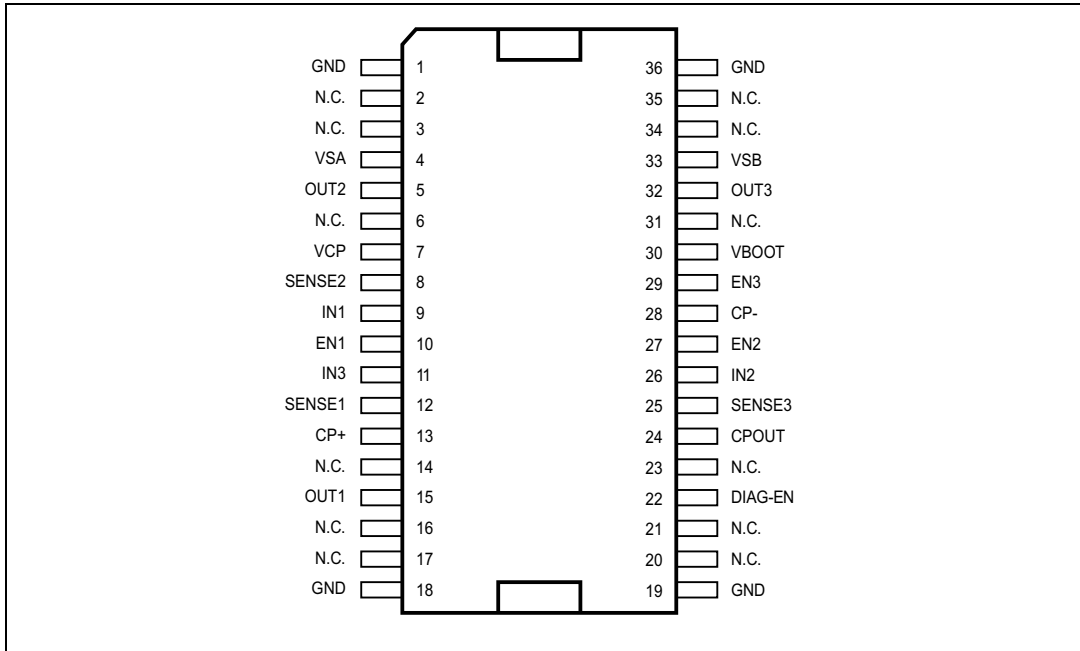 GND 1 36 GND
N.C. 2 35 N.C.
N.C. 3 34 N.C.
VSA 4 33 VSB
OUT2 5 32 OUT3
N.C. 6 31 N.C.
VCP 7 30 VBOOT
SENSE2 8 29 EN3
IN1 9 28 CP-
EN1 10 27 EN2
IN3 11 26 IN2
SENSE1 12 25 SENSE3
CP+ 13 24 CPOUT
N.C. 14 23 N.C.
OUT1 15 22 DIAG-EN
N.C. 16 21 N.C.
N.C. 17 20 N.C.
GND 18 19 GND